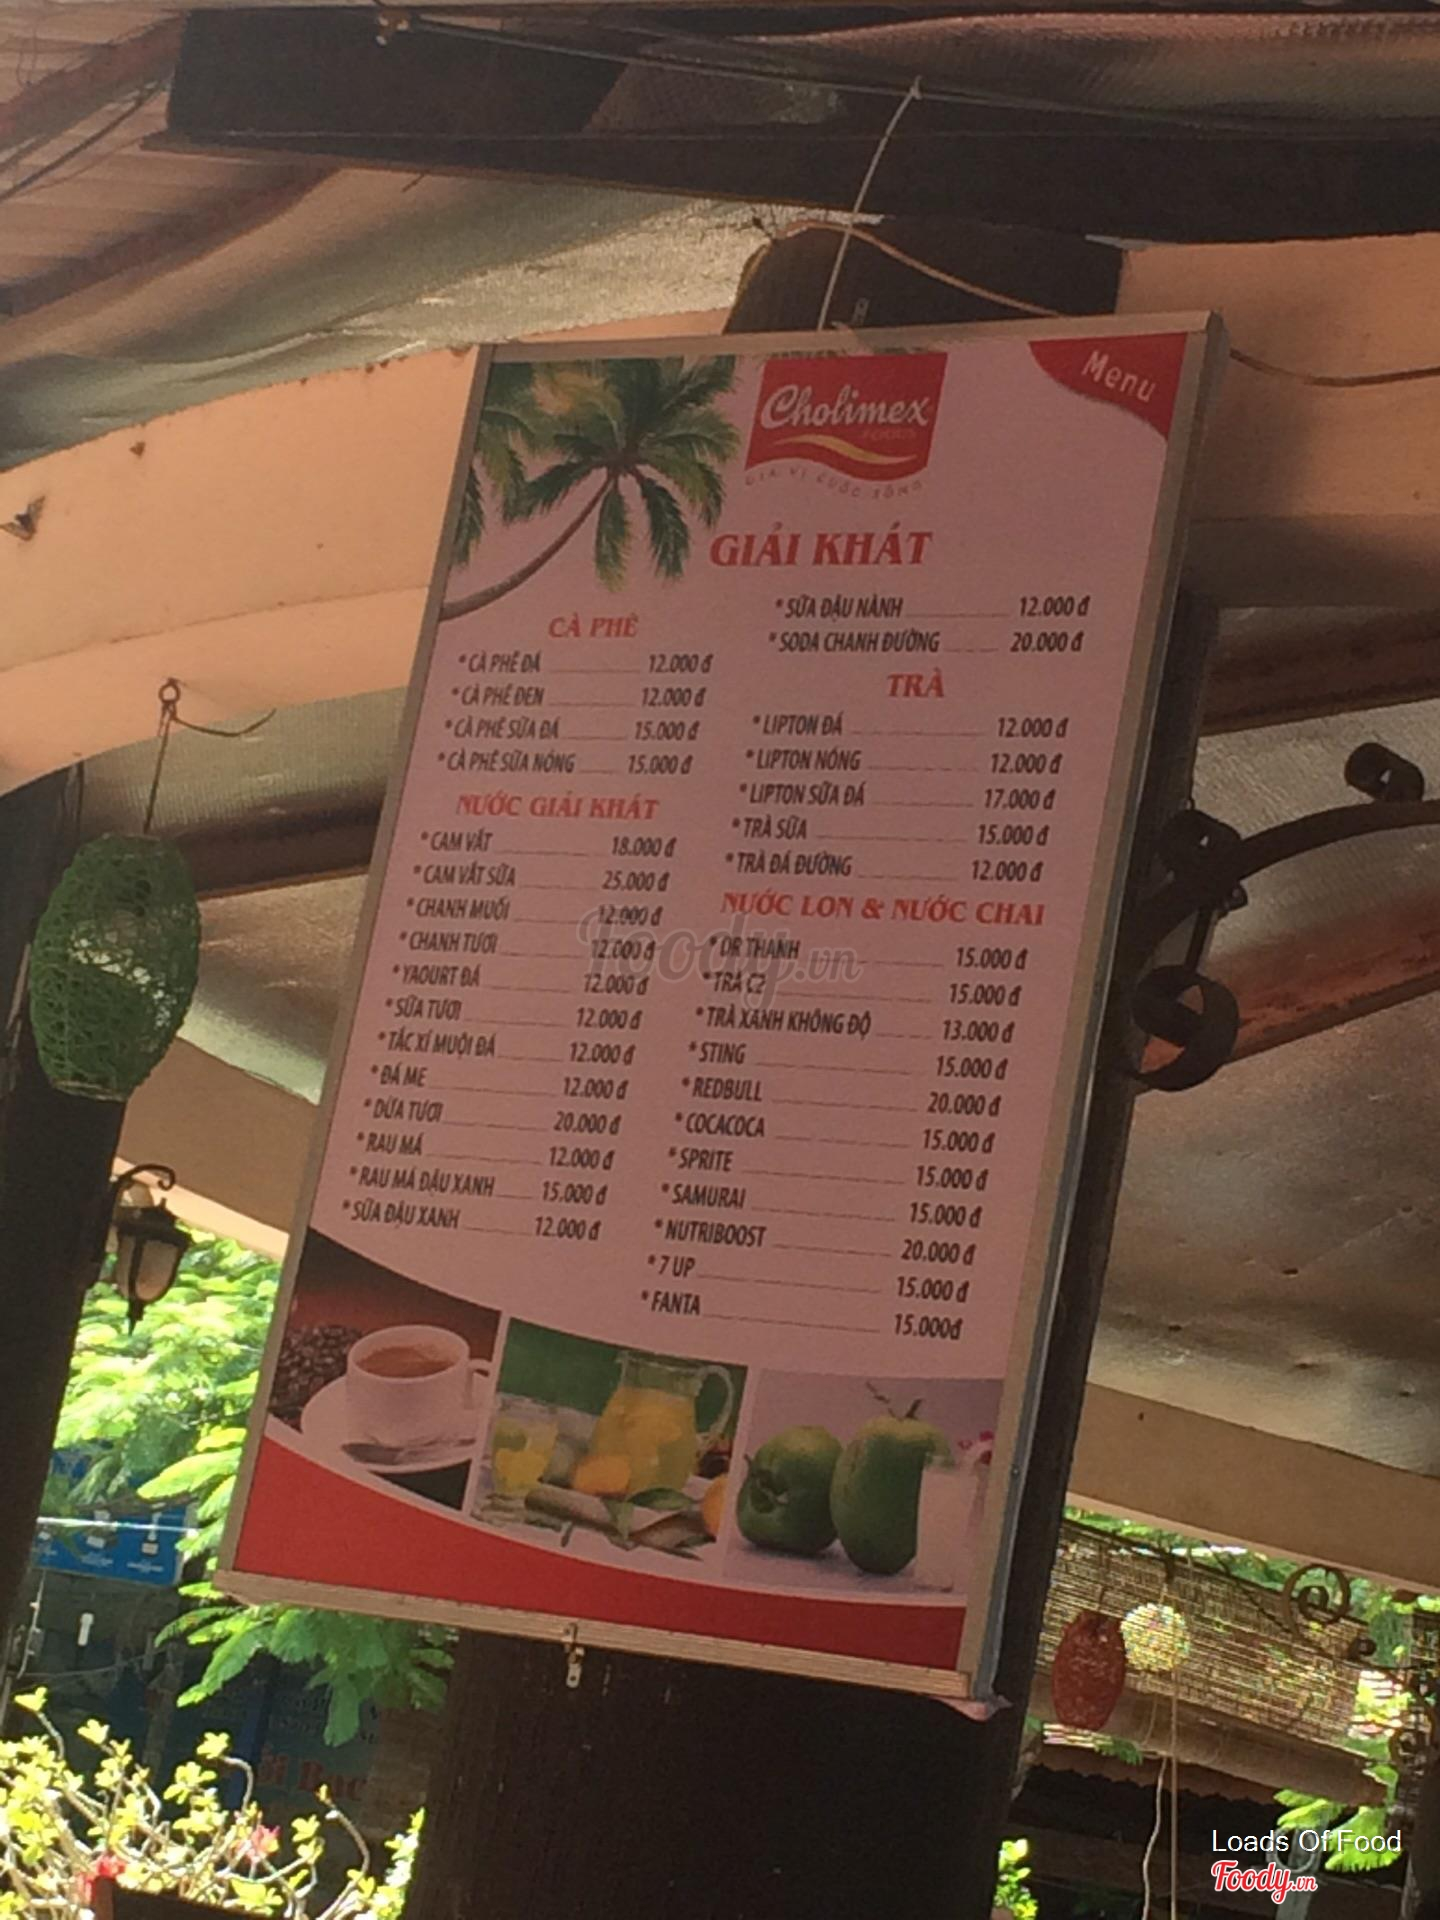 Menu
Cholimex
FOODS
GIA VỊ CUỘC SỐNG
GIẢI KHÁT
CÀ PHÊ
* CÀ PHÊ ĐÁ 12.000 đ
* CÀ PHÊ ĐEN 12.000 đ
* CÀ PHÊ SỮA ĐÁ 15.000 đ
* CÀ PHÊ SỮA NÓNG 15.000 đ
NƯỚC GIẢI KHÁT
* CAM VẮT 18.000 đ
* CAM VẮT SỮA 25.000 đ
* CHANH MUỐI 12.000 đ
* CHANH TƯƠI 12.000 đ
* YAOURT ĐÁ 12.000 đ
* SỮA TƯƠI 12.000 đ
* TẮC XÍ MUỘI ĐÁ 12.000 đ
* ĐÁ ME 12.000 đ
* DỪA TƯƠI 20.000 đ
* RAU MÁ 12.000 đ
* RAU MÁ ĐẬU XANH 15.000 đ
* SỮA ĐẬU XANH 12.000 đ
* SỮA ĐẬU NÀNH 12.000 đ
* SODA CHANH ĐƯỜNG 20.000 đ
TRÀ
* LIPTON ĐÁ 12.000 đ
* LIPTON NÓNG 12.000 đ
* LIPTON SỮA ĐÁ 17.000 đ
* TRÀ SỮA 15.000 đ
* TRÀ ĐÁ ĐƯỜNG 12.000 đ
NƯỚC LON & NƯỚC CHAI
* DR THANH 15.000 đ
* TRÀ C2 15.000 đ
* TRÀ XANH KHÔNG ĐỘ 13.000 đ
* STING 15.000 đ
* REDBULL 20.000 đ
* COCACOCA 15.000 đ
* SPRITE 15.000 đ
* SAMURAI 15.000 đ
* NUTRIBOOST 20.000 đ
* 7 UP 15.000 đ
* FANTA 15.000đ
Foody.vn
Loads Of Food
Foody.vn